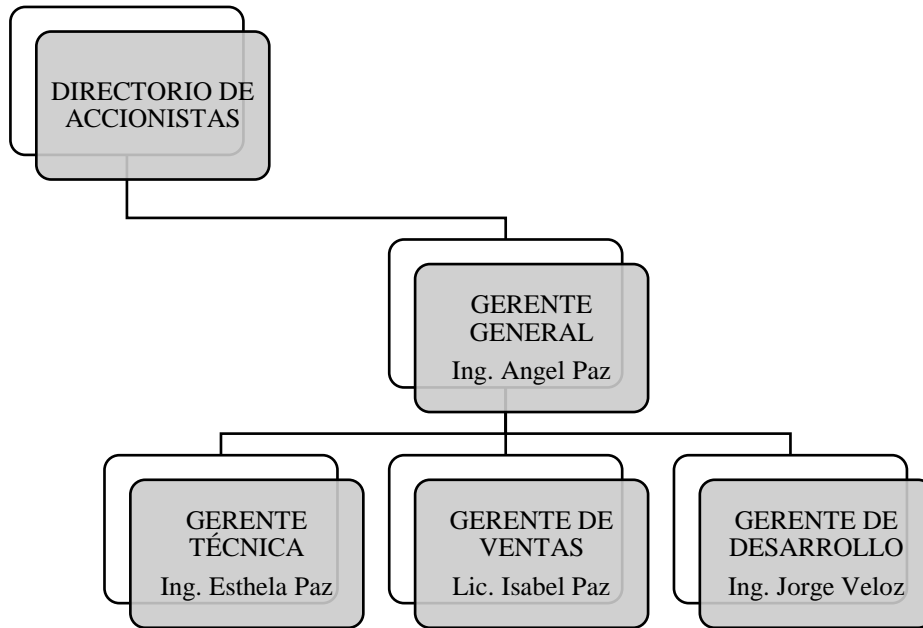 DIRECTORIO DE
ACCIONISTAS
GERENTE
GENERAL
Ing. Angel Paz
GERENTE
TÉCNICA
Ing. Esthela Paz
GERENTE DE
VENTAS
Lic. Isabel Paz
GERENTE DE
DESARROLLO
Ing. Jorge Veloz